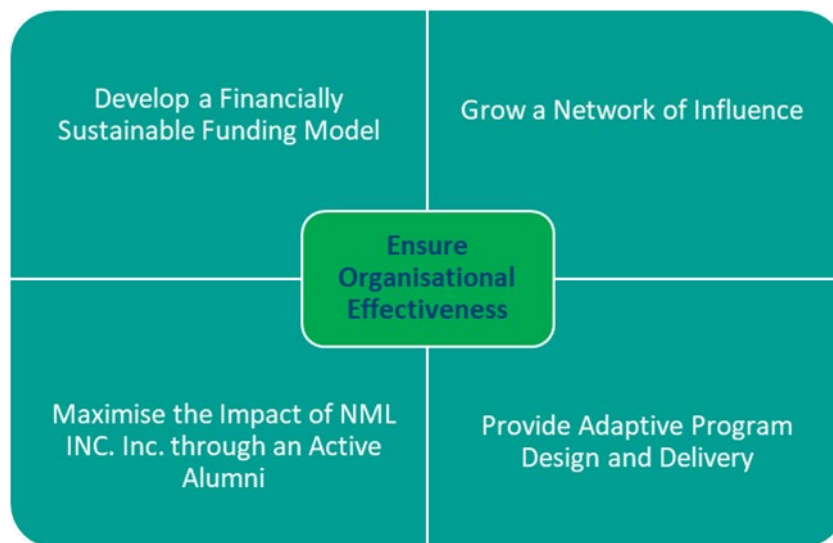 Develop a Financially
Sustainable Funding Model
Grow a Network of Influence
Ensure
Organisational
Effectiveness
Maximise the Impact of NML
INC. Inc. through an Active
Alumni
Provide Adaptive Program
Design and Delivery